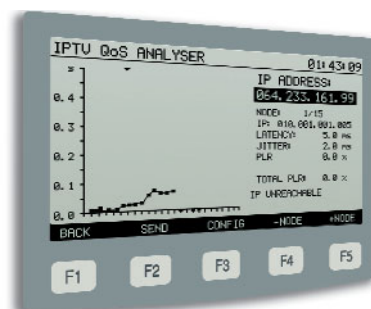 IPTV QoS ANALYSER
01:43:09
s
0.4
0.3
0.2
0.1
0.0
IP ADDRESS:
064.233.161.99
NODE: 1/15
IP: 010.001.001.005
LATENCY: 5.0 ms
JITTER: 2.0 ms
PLR 0.0 %
TOTAL PLR: 0.0 %
IP UNREACHABLE
BACK SEND CONFIG -NODE +NODE
F1 F2 F3 F4 F5